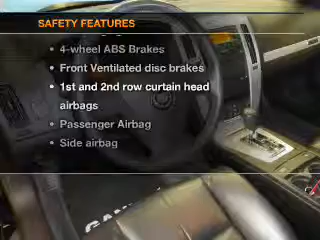 SAFETY FEATURES
• 4-wheel ABS Brakes
• Front Ventilated disc brakes
• 1st and 2nd row curtain head
airbags
• Passenger Airbag
• Side airbag